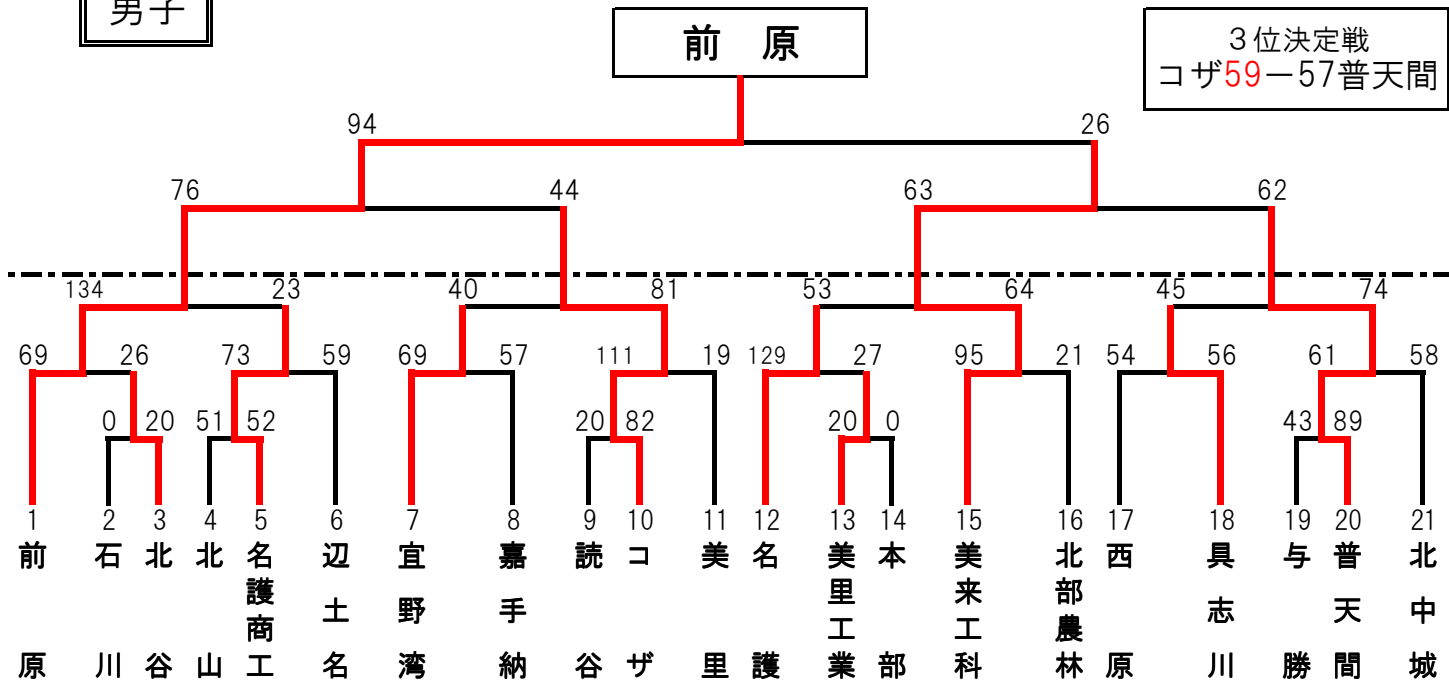 男子
前 原
３位決定戦
コザ59－57普天間
94 26
76 44 63 62
134 23 40 81 53 64 45 74
69 26 73 59 69 57 111 19 129 27 95 21 54 56 61 58
0 20 51 52 20 82 20 0 43 89
1 2 3 4 5 6 7 8 9 10 11 12 13 14 15 16 17 18 19 20 21
前原
石川
北谷
北山
名護商工
辺土名
宜野湾
嘉手納
読谷
コザ
美里
名護
美里工業
本部
美来工科
北部農林
西原
具志川
与勝
普天間
北中城